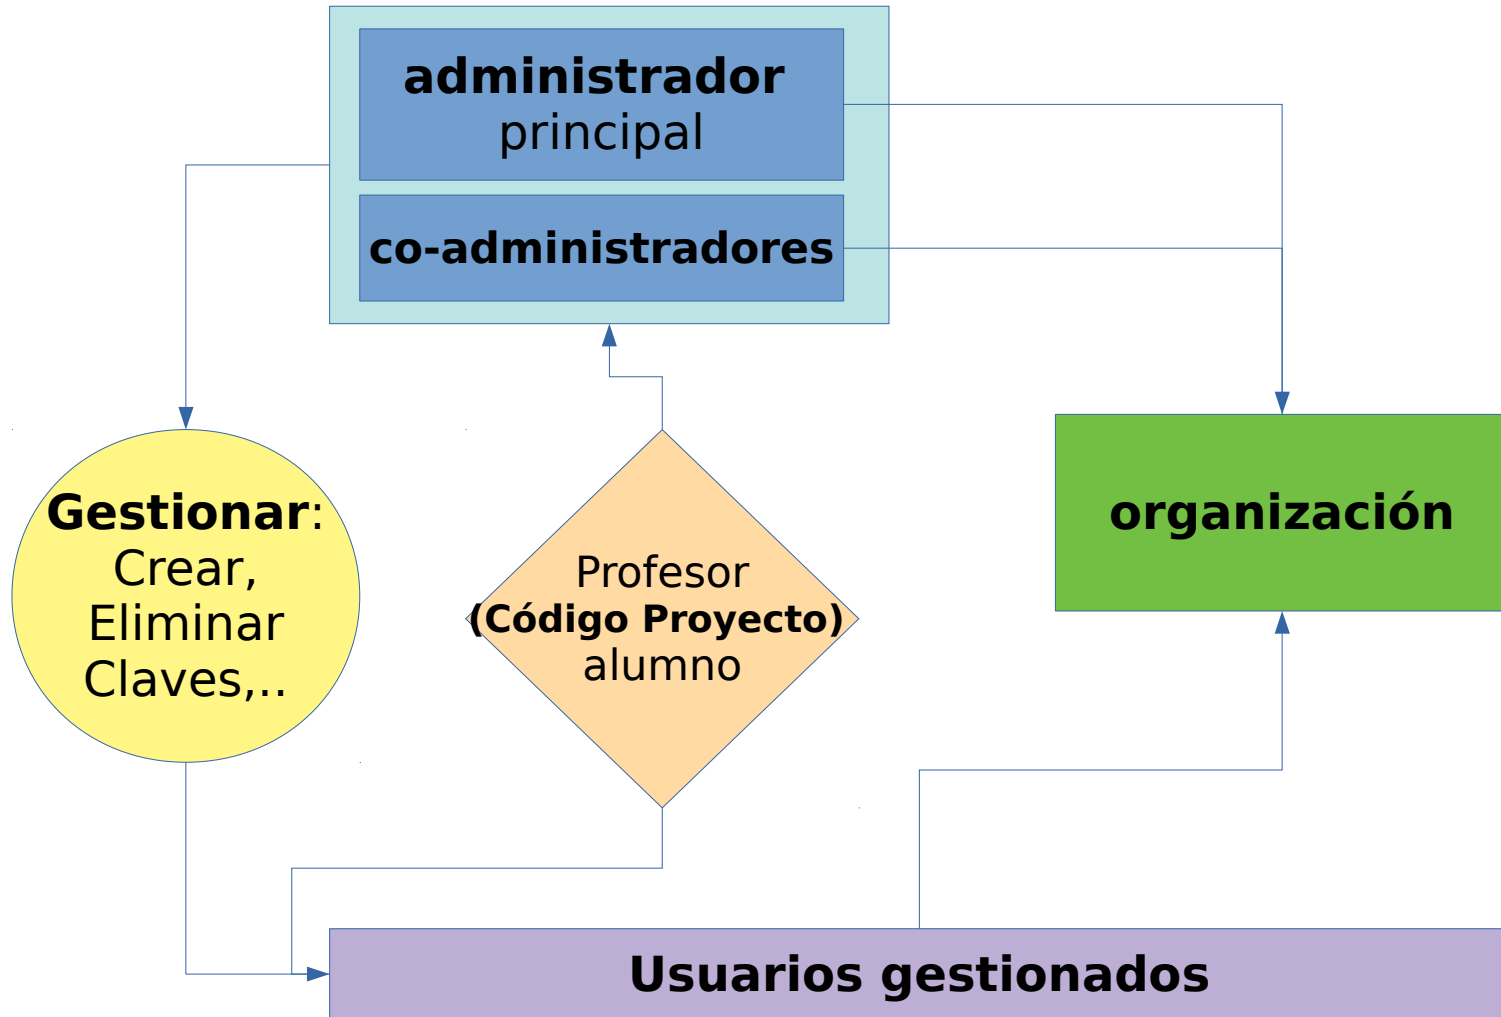 administrador
principal
co-administradores
Gestionar:
Crear,
Eliminar
Claves,..
Profesor
(Código Proyecto)
alumno
organización
Usuarios gestionados